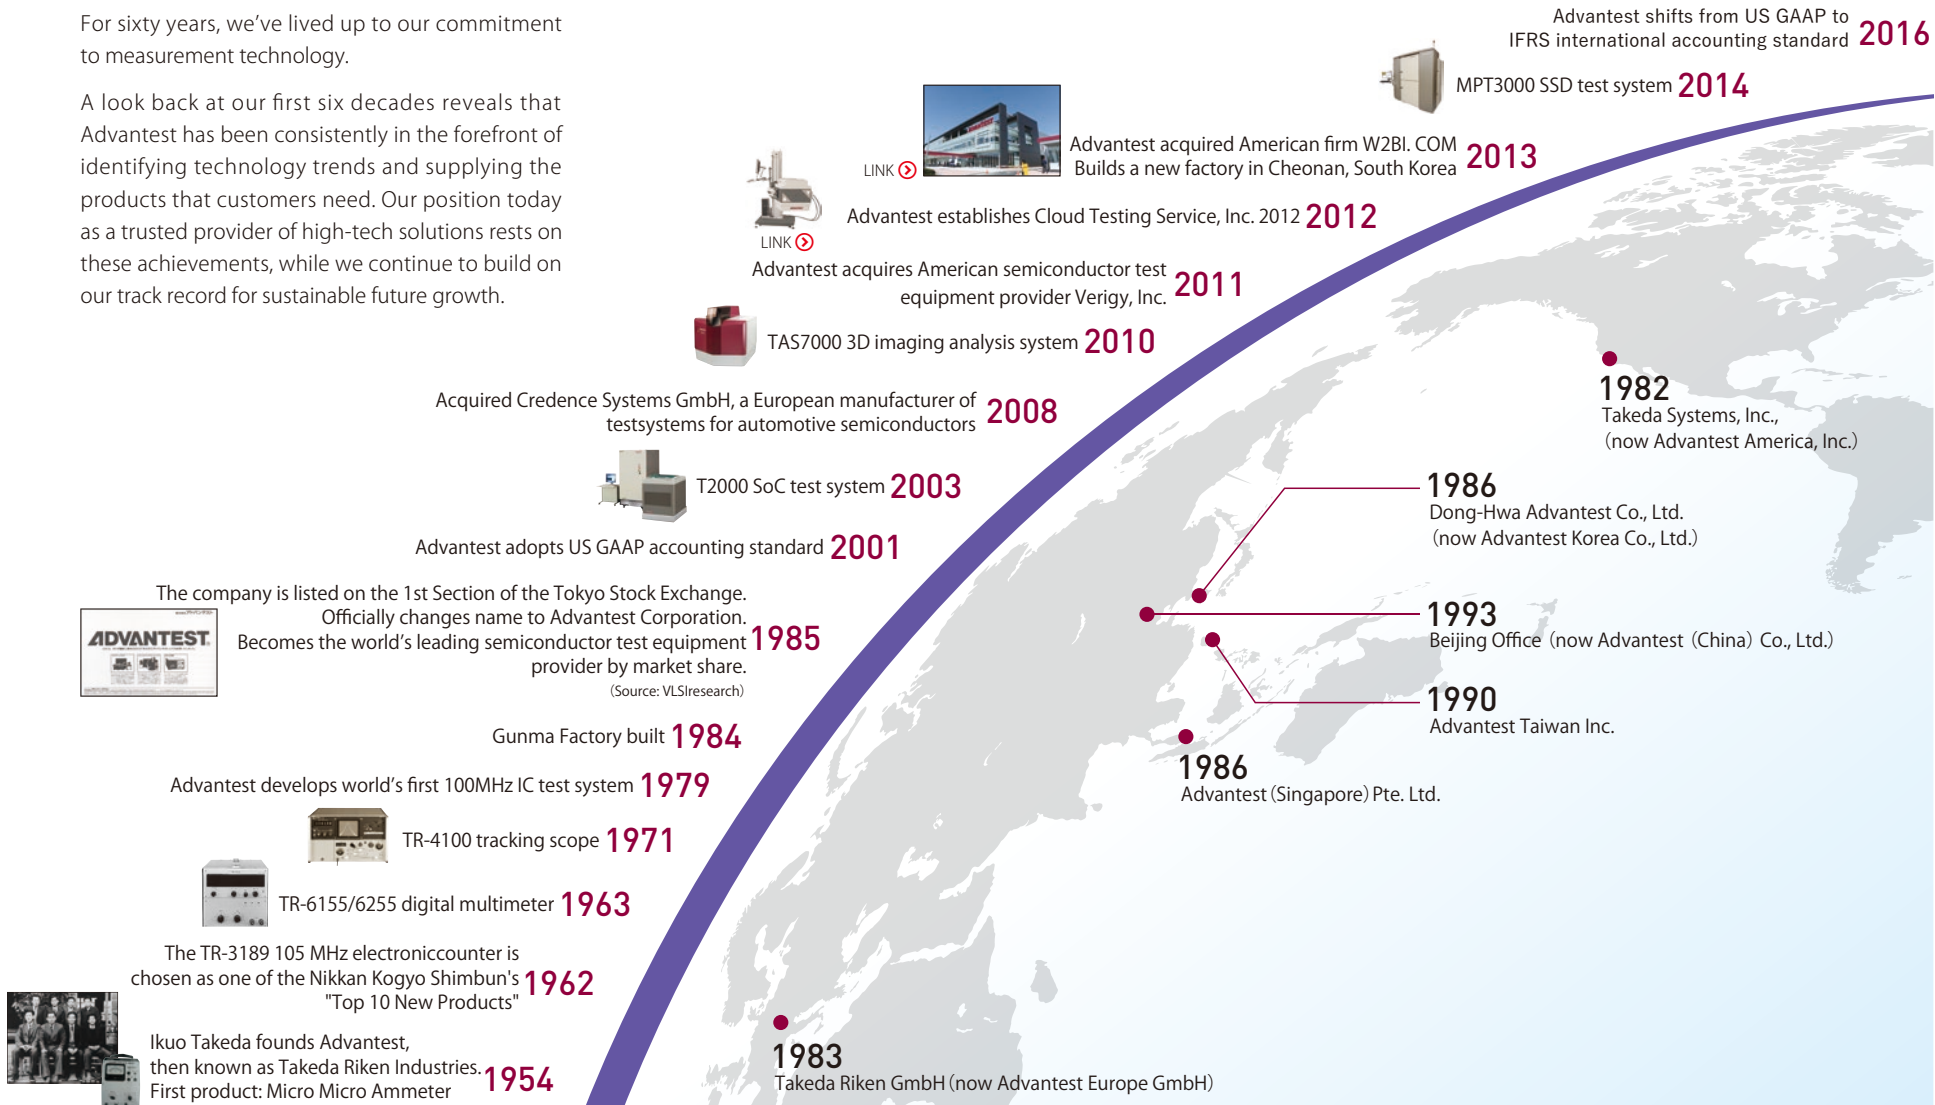 For sixty years, we've lived up to our commitment
to measurement technology.
A look back at our first six decades reveals that
Advantest has been consistently in the forefront of
identifying technology trends and supplying the
products that customers need. Our position today
as a trusted provider of high-tech solutions rests on
these achievements, while we continue to build on
our track record for sustainable future growth.
Advantest shifts from US GAAP to
IFRS international accounting standard 2016
MPT3000 SSD test system 2014
Advantest acquired American firm W2BI. COM
Builds a new factory in Cheonan, South Korea 2013
LINK
Advantest establishes Cloud Testing Service, Inc. 2012 2012
LINK
Advantest acquires American semiconductor test
equipment provider Verigy, Inc. 2011
TAS7000 3D imaging analysis system 2010
Acquired Credence Systems GmbH, a European manufacturer of
testsystems for automotive semiconductors 2008
T2000 SoC test system 2003
Advantest adopts US GAAP accounting standard 2001
The company is listed on the 1st Section of the Tokyo Stock Exchange.
Officially changes name to Advantest Corporation.
Becomes the world's leading semiconductor test equipment 1985
provider by market share.
(Source: VLSIresearch)
ADVANTEST.
Gunma Factory built 1984
Advantest develops world's first 100MHz IC test system 1979
TR-4100 tracking scope 1971
TR-6155/6255 digital multimeter 1963
The TR-3189 105 MHz electroniccounter is
chosen as one of the Nikkan Kogyo Shimbun's 1962
"Top 10 New Products"
Ikuo Takeda founds Advantest,
then known as Takeda Riken Industries. 1954
First product: Micro Micro Ammeter
1982
Takeda Systems, Inc.,
(now Advantest America, Inc.)
1986
Dong-Hwa Advantest Co., Ltd.
(now Advantest Korea Co., Ltd.)
1993
Beijing Office (now Advantest (China) Co., Ltd.)
1990
Advantest Taiwan Inc.
1986
Advantest (Singapore) Pte. Ltd.
1983
Takeda Riken GmbH (now Advantest Europe GmbH)